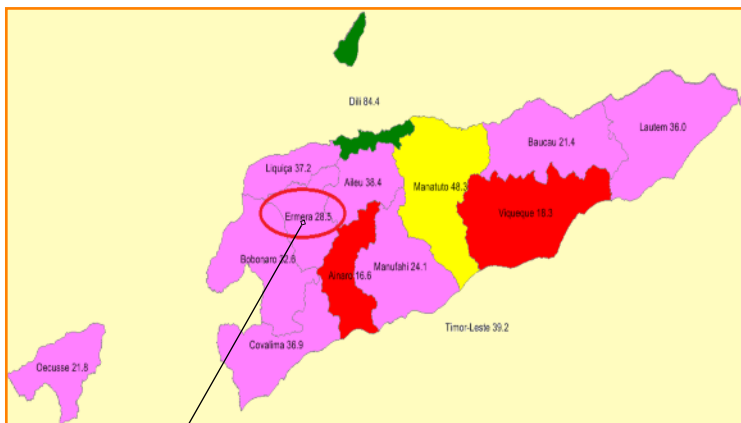 Dili 84.4
Lautem 36.0
Baucau 21.4
Liquiça 37.2
Aileu 38.4
Manatuto 48.3
Viqueque 18.3
Ermera 28.5
Bobonaro 32.6
Ainaro 16.6
Manufahi 24.1
Timor-Leste 39.2
Covalima 36.9
Oecusse 21.8